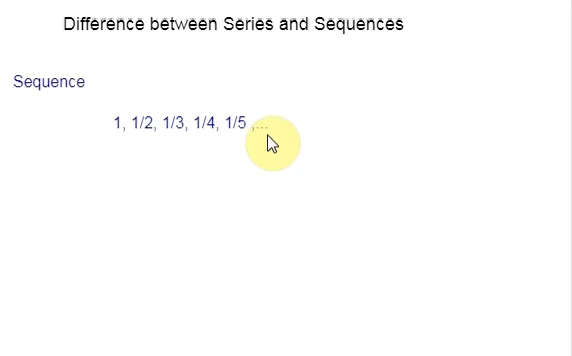 Difference between Series and Sequences
Sequence
1, 1/2, 1/3, 1/4, 1/5 ,...